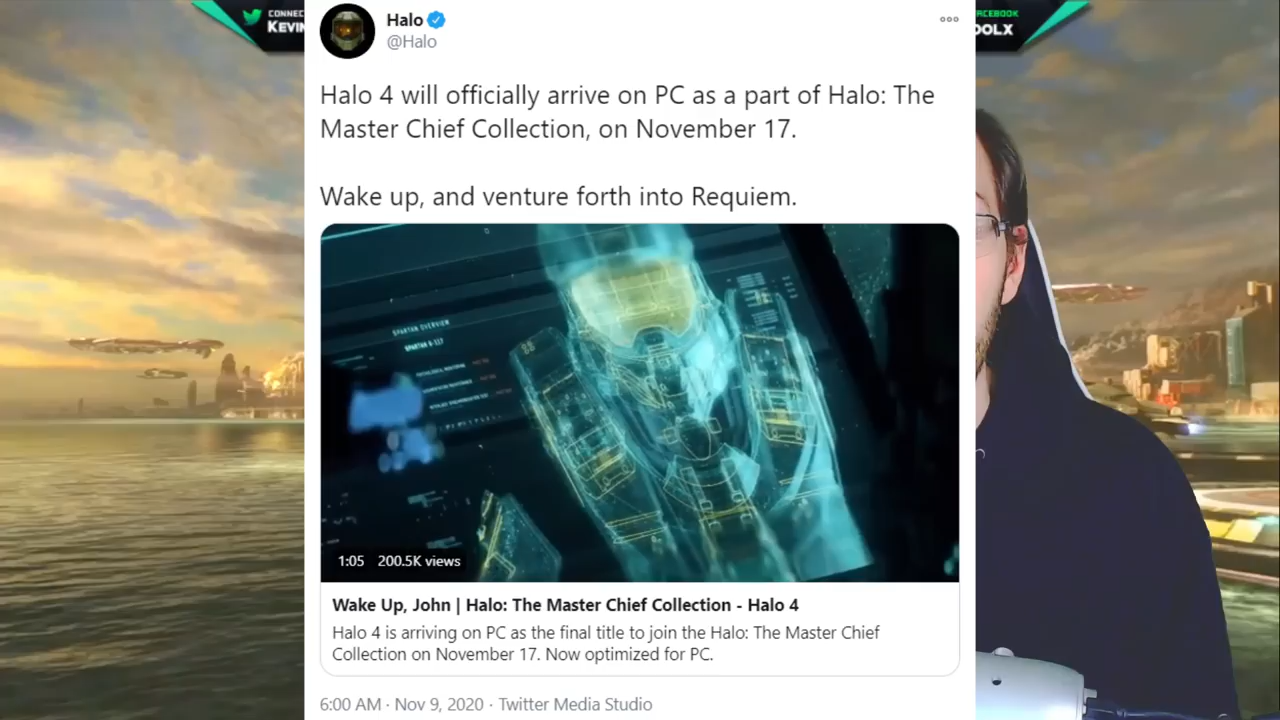 CONNEC
KEVIN
ACEBOOK
OOLX
Halo
@Halo
Halo 4 will officially arrive on PC as a part of Halo: The
Master Chief Collection, on November 17.
Wake up, and venture forth into Requiem.
SPARTAN OVERVIEW
1:05 200.5K views
Wake Up, John | Halo: The Master Chief Collection - Halo 4
Halo 4 is arriving on PC as the final title to join the Halo: The Master Chief
Collection on November 17. Now optimized for PC.
6:00 AM · Nov 9, 2020 · Twitter Media Studio